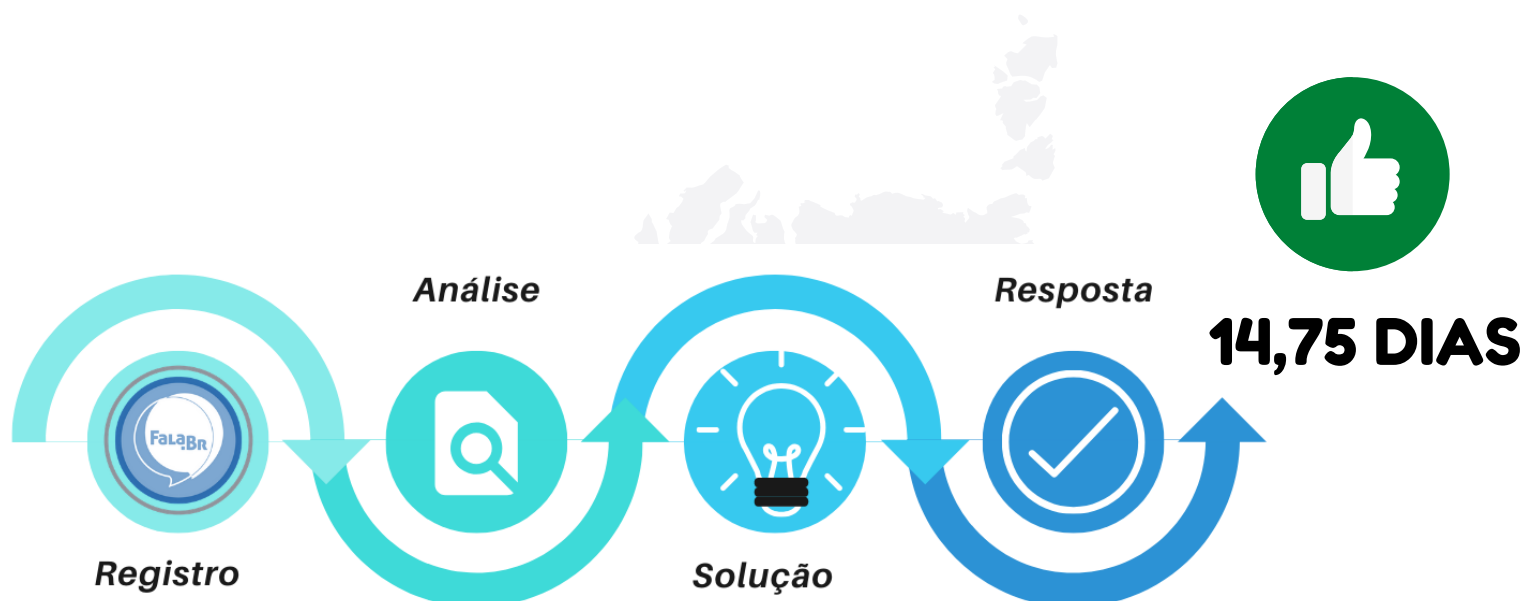 Análise
Resposta
14,75 DIAS
FalaBR
Registro
Solução